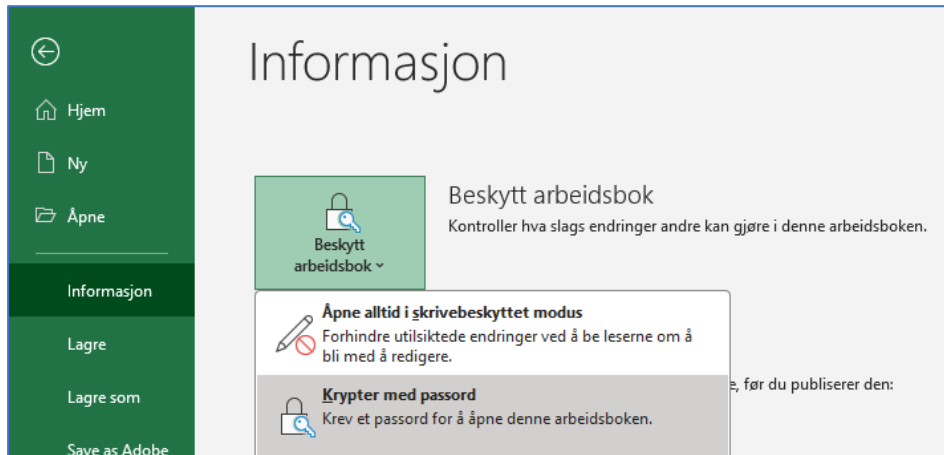 Informasjon
Hjem
Ny
Åpne
Informasjon
Lagre
Lagre som
Save as Adobe
Beskytt
arbeidsbok
Beskytt arbeidsbok
Kontroller hva slags endringer andre kan gjøre i denne arbeidsboken.
Åpne alltid i skrivebeskyttet modus
Forhindre utilsiktede endringer ved å be leserne om å
bli med å redigere.
Krypter med passord
Krev et passord for å åpne denne arbeidsboken.
e, før du publiserer den: